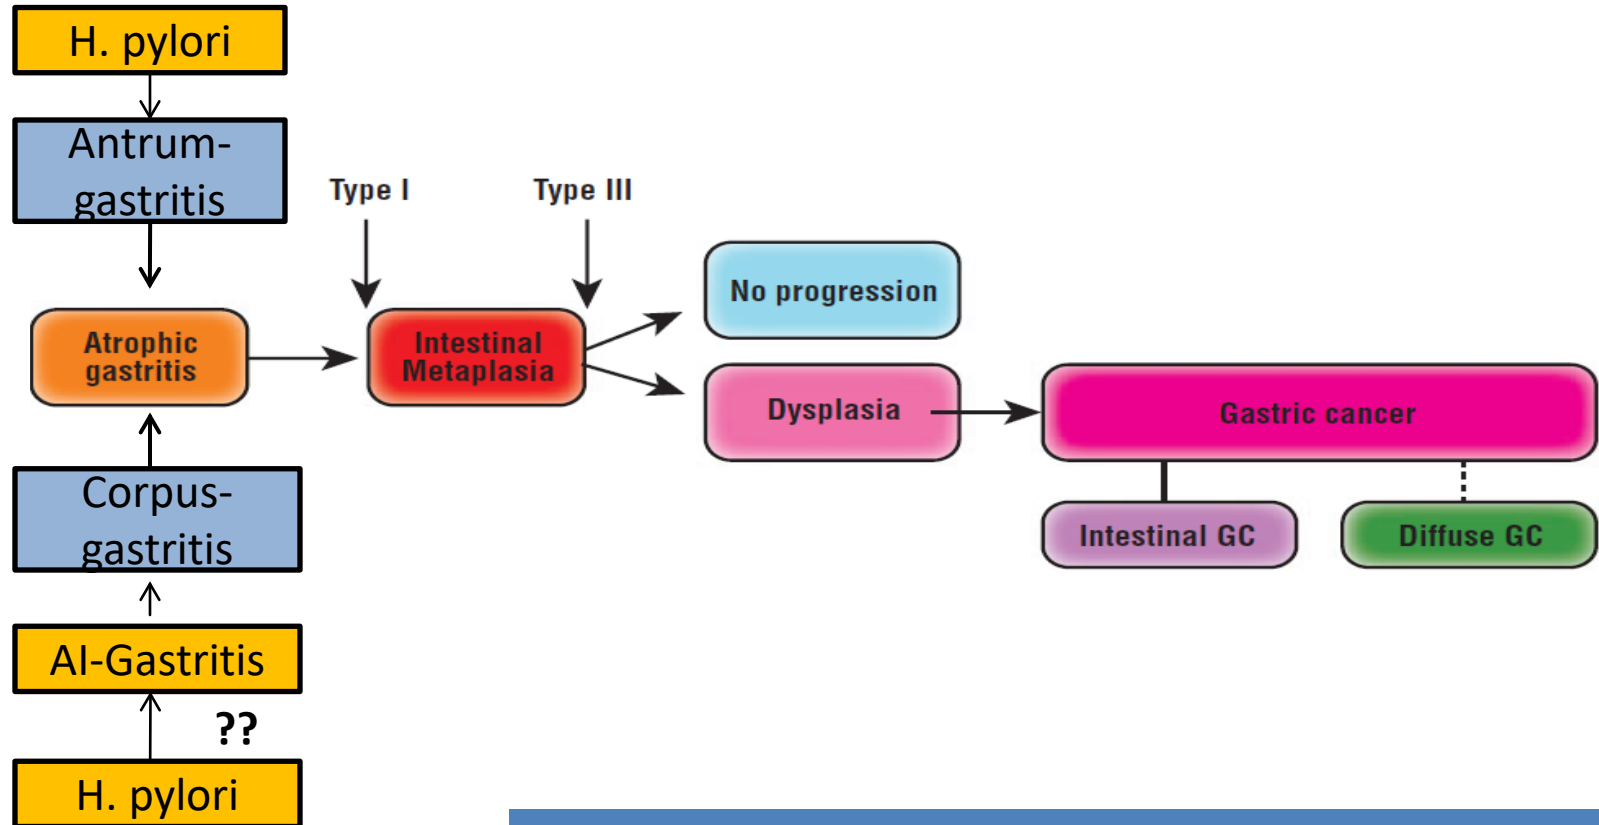 H. pylori
Antrum-
gastritis
Type I
Type III
No progression
Atrophic
gastritis
Intestinal
Metaplasia
Dysplasia
Gastric cancer
Corpus-
gastritis
Intestinal GC
Diffuse GC
AI-Gastritis
??
H. pylori